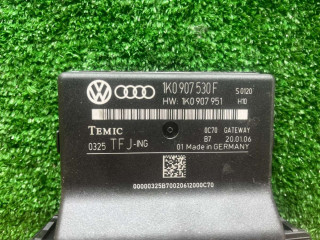 1K0 907 530 F
S 0120
HW: 1K0 907 951
H10
TEMIC
0C70 GATEWAY
0325 TFJ-ING
B7 20.01.06
01 Made in GERMANY
00000325B70020612000C70